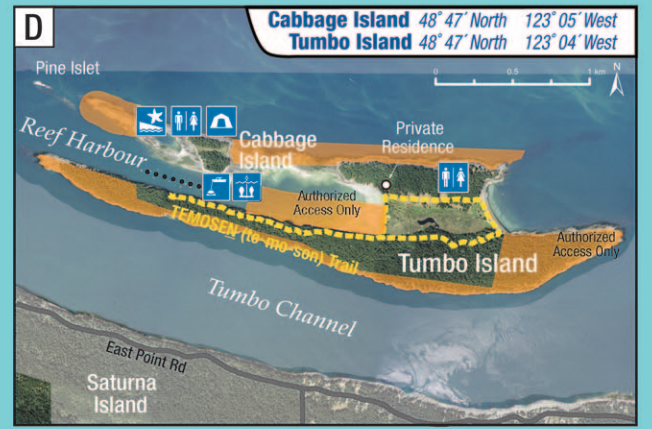 D
Cabbage Island 48° 47´ North 123° 05´ West
Tumbo Island 48° 47´ North 123° 04´ West
Pine Islet
0 0.5 1 km
N
Reef Harbour
Cabbage
Island
Private
Residence
Authorized
Access Only
TEMOSEN (te-mo-son) Trail
Tumbo Island
Authorized
Access Only
Tumbo Channel
East Point Rd
Saturna
Island